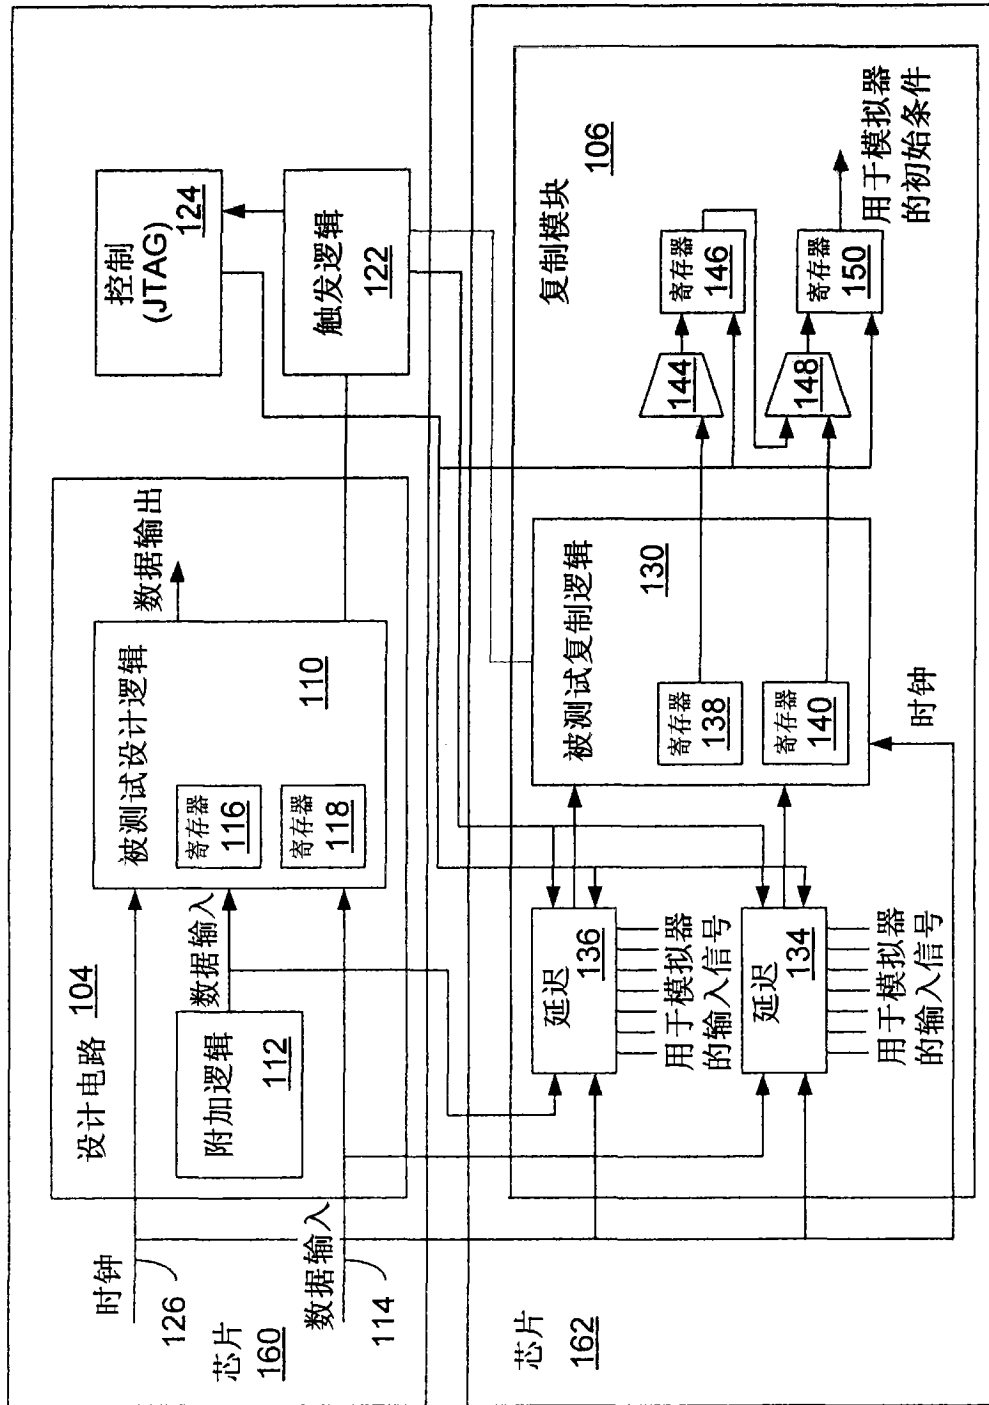 芯片
160
设计电路 104
时钟
126
数据输入
114
附加逻辑
112
数据输入
被测试设计逻辑
110
寄存器
116
寄存器
118
数据输出
控制
(JTAG)
124
触发逻辑
122
芯片
162
复制模块
106
延迟
136
用于模拟器
的输入信号
延迟
134
用于模拟器
的输入信号
被测试复制逻辑
130
寄存器
138
寄存器
140
时钟
144
寄存器
146
148
寄存器
150
用于模拟器
的初始条件